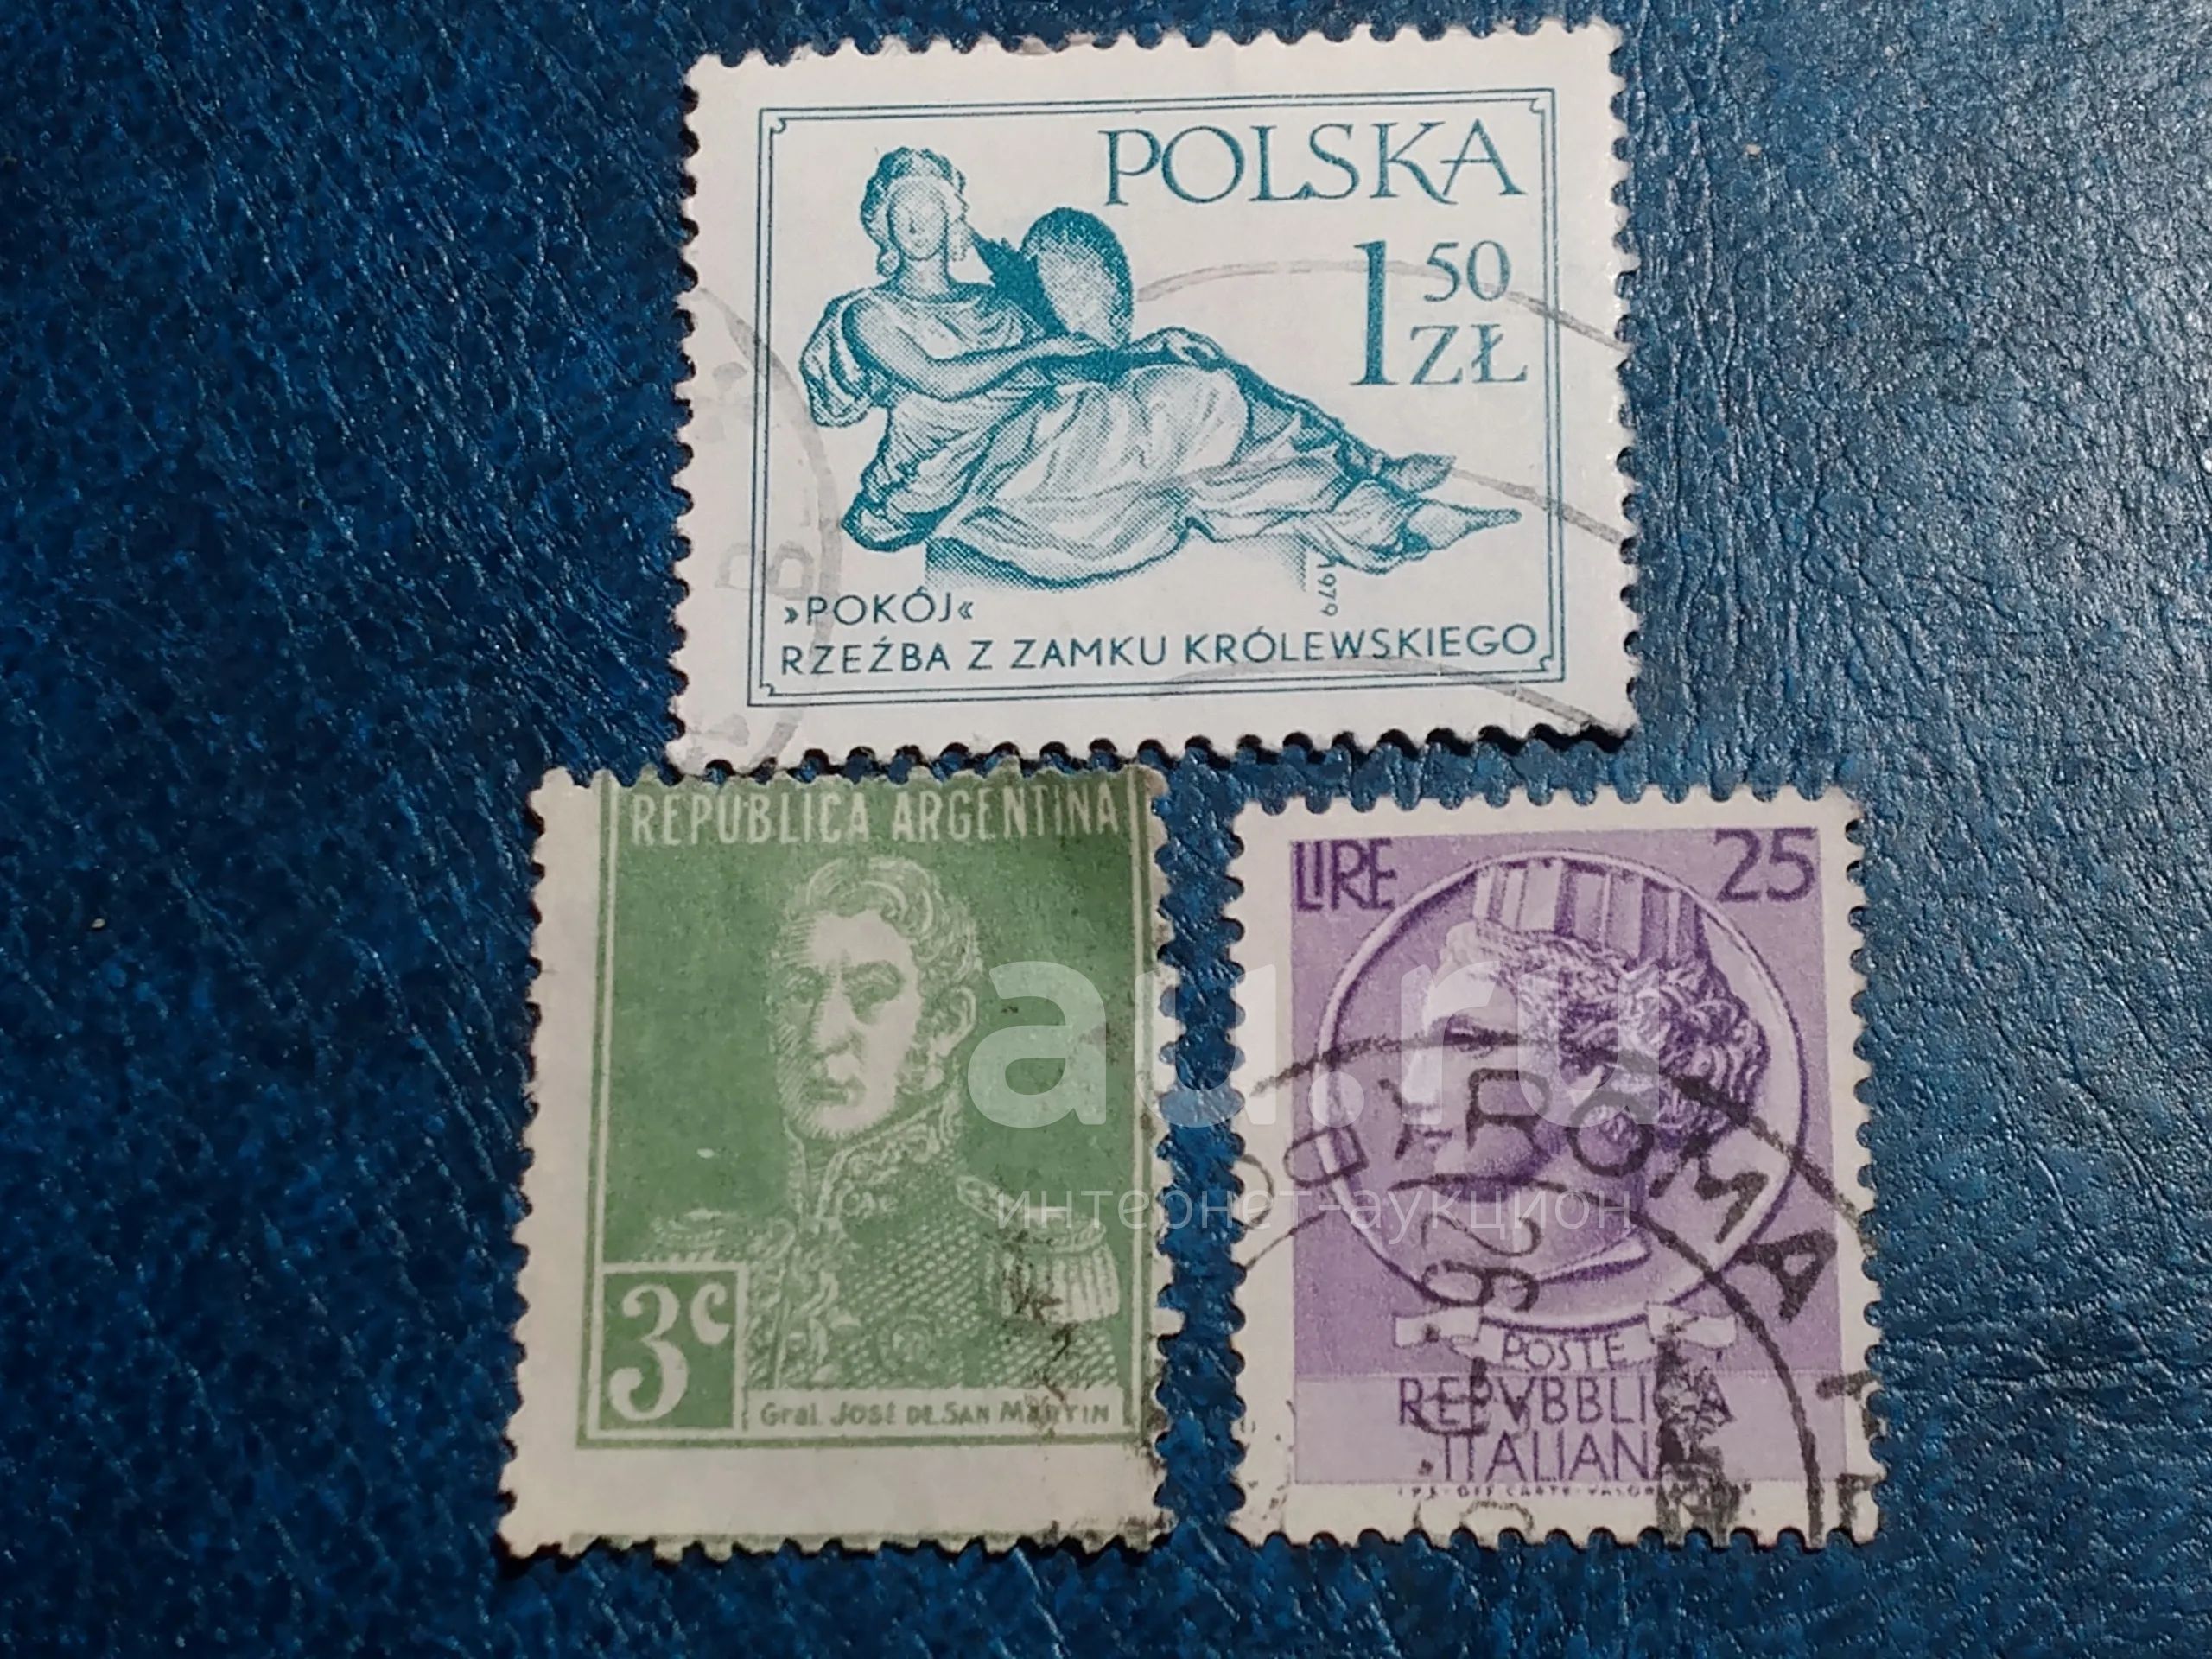 POLSKA
1 50 ZŁ
1979
»POKÓJ«
RZEŹBA Z ZAMKU KRÓLEWSKIEGO
REPUBLICA ARGENTINA
3c
Gral. JOSÉ DE SAN MARTIN
LIRE 25
ROMA
POSTE
REPVBBLICA
ITALIANA
au.ru
интернет-аукцион